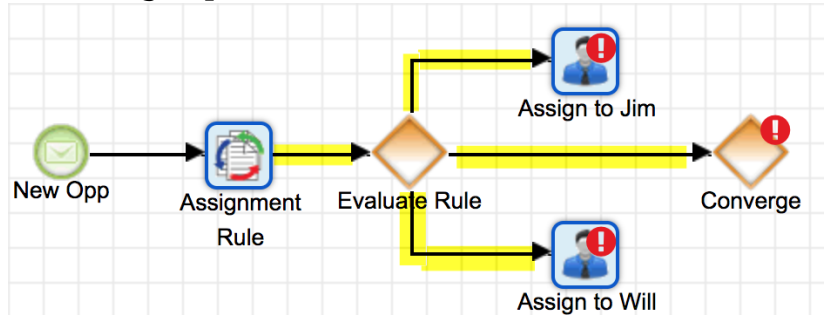 Assign to Jim
New Opp
Assignment
Rule
Evaluate Rule
Converge
Assign to Will